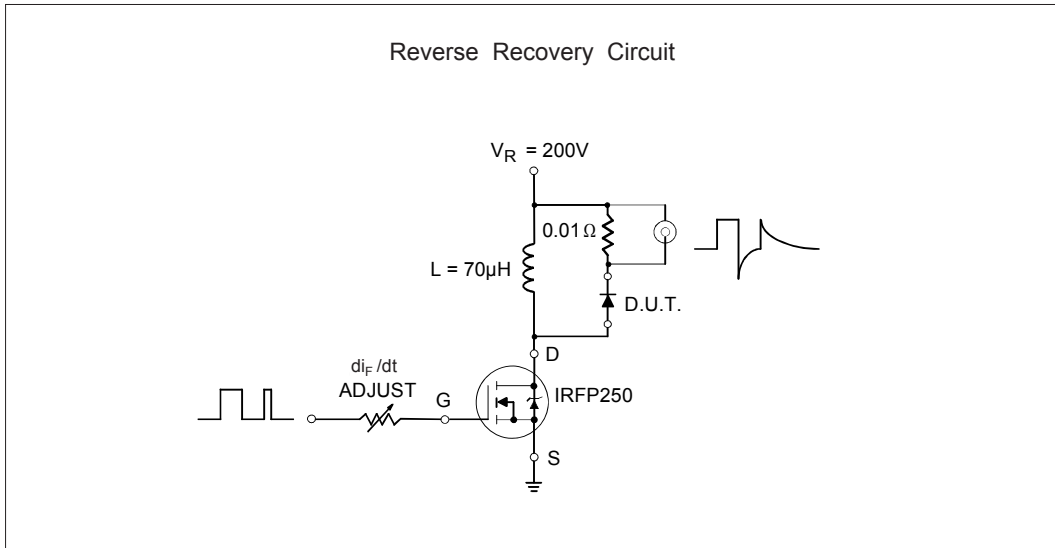 Reverse Recovery Circuit
V_R = 200V
0.01 Ω
L = 70µH
D.U.T.
di_F /dt
ADJUST
D
G
IRFP250
S